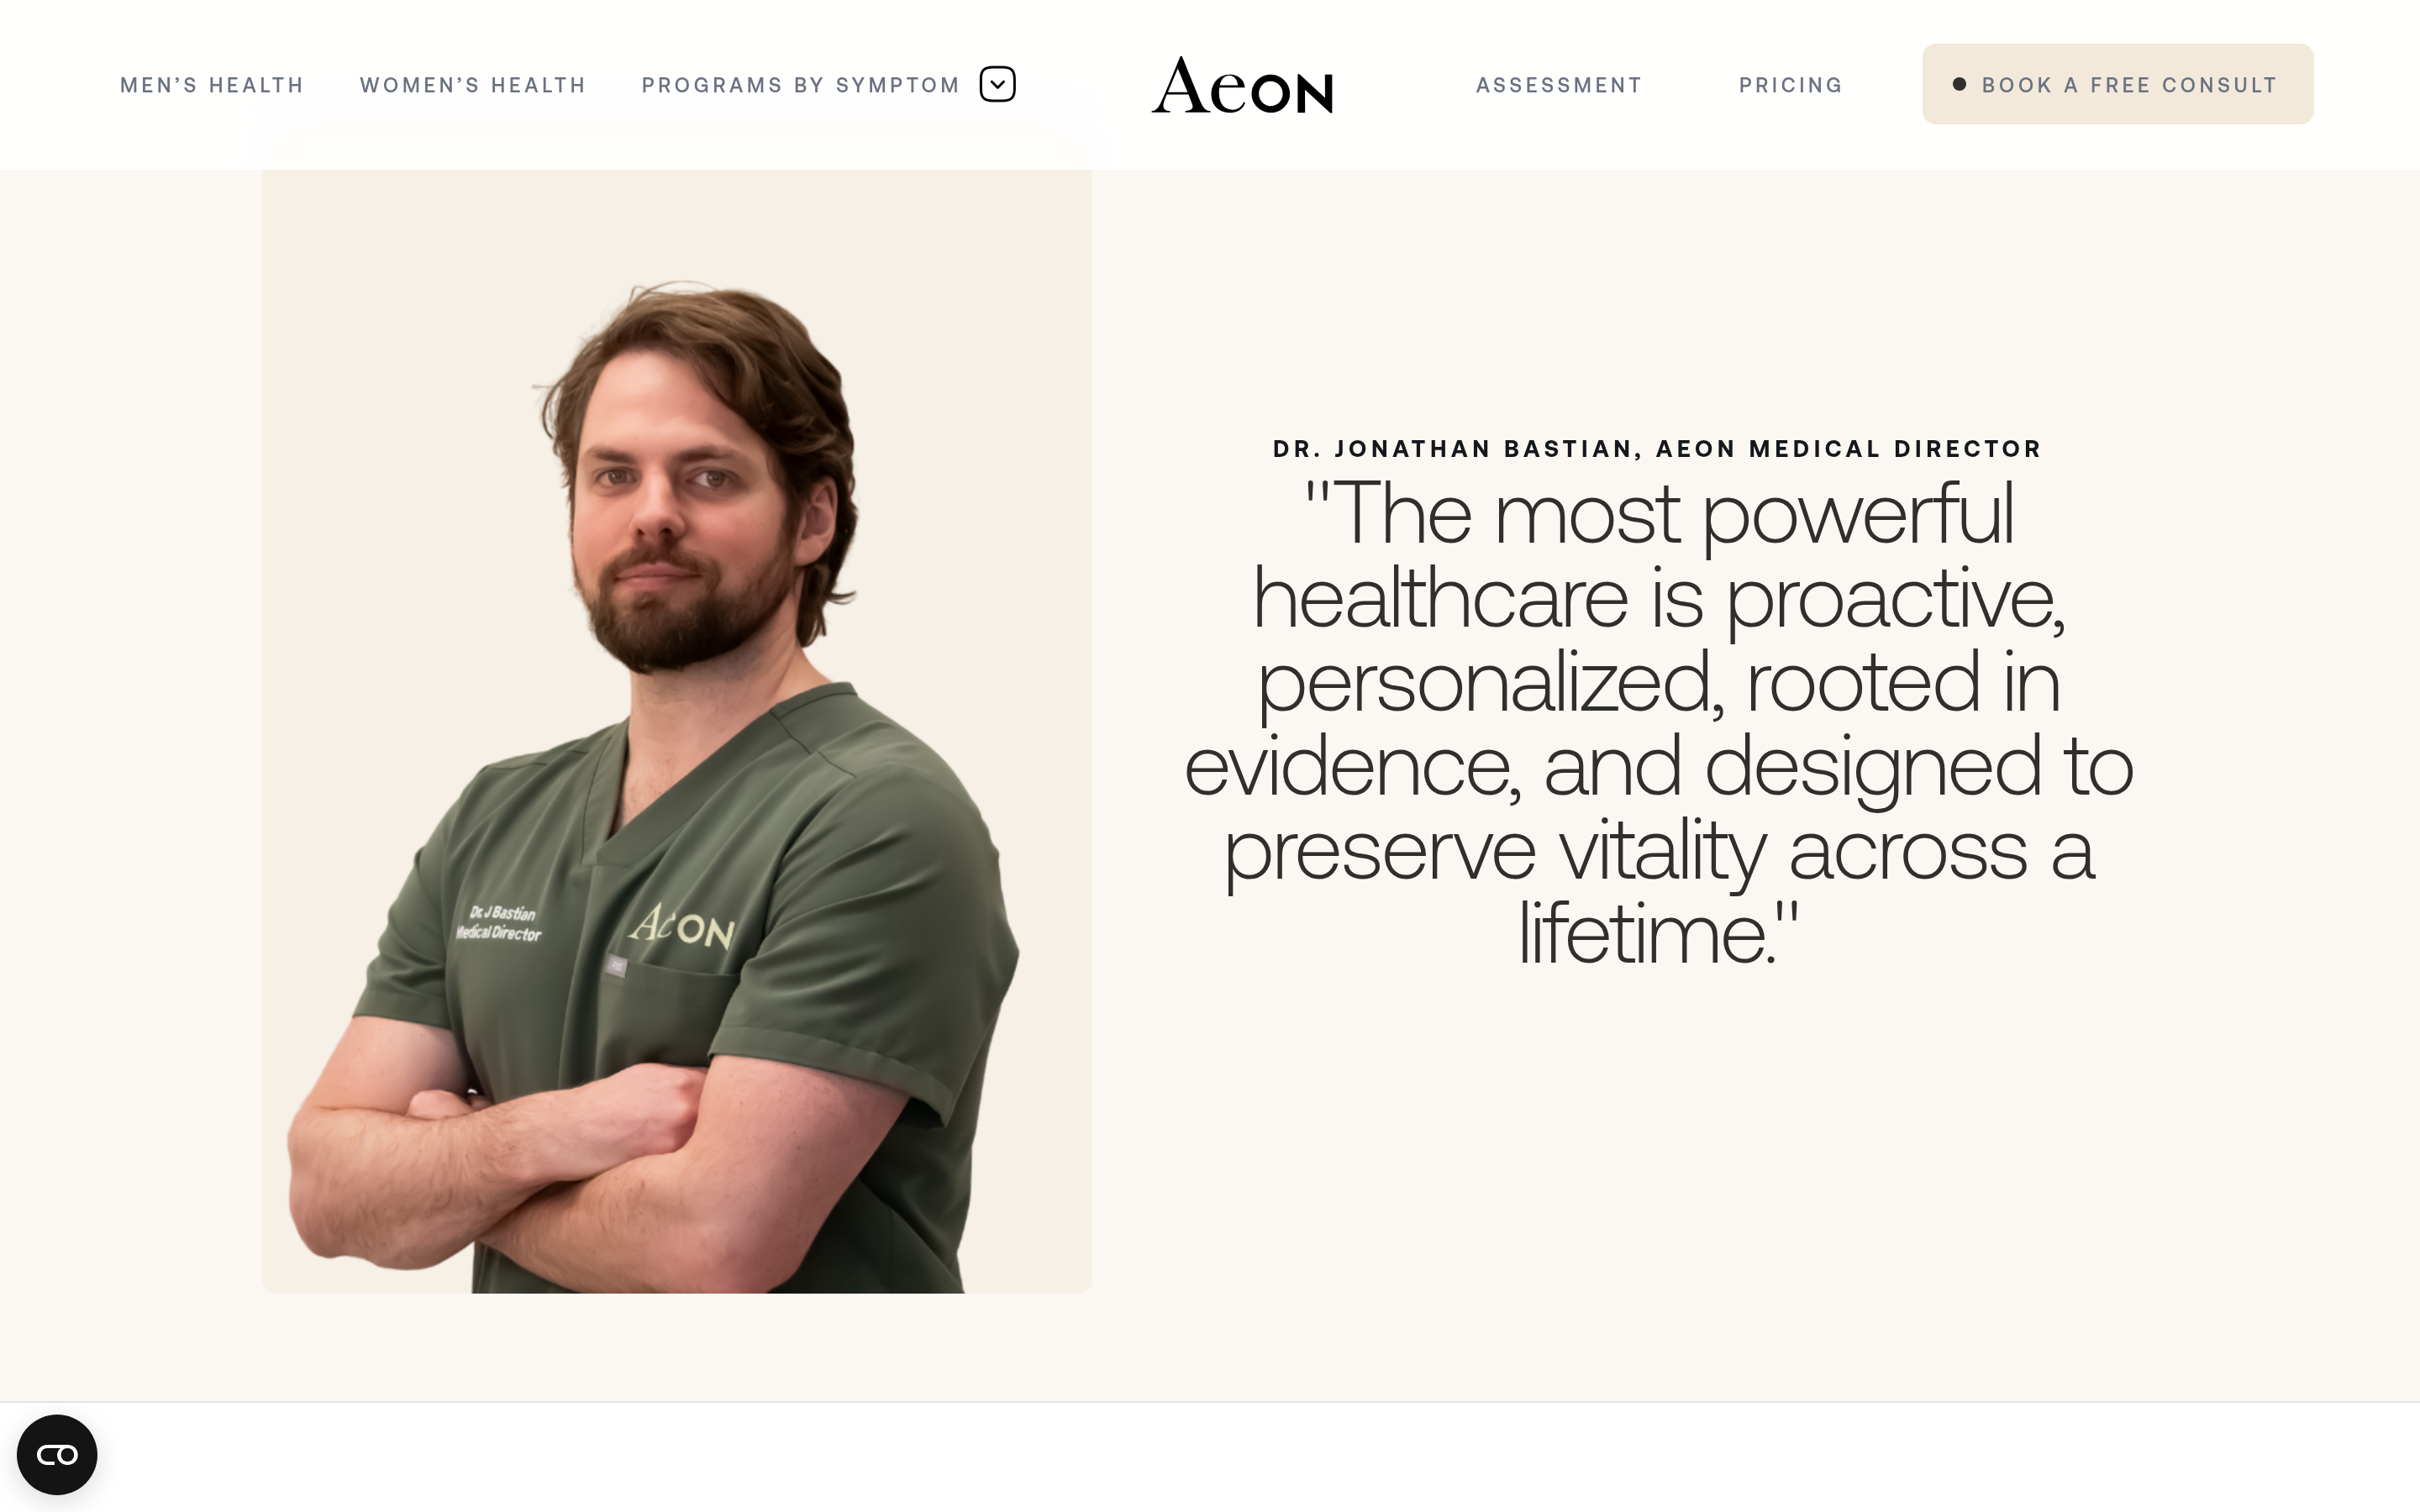 MEN’S HEALTH
WOMEN’S HEALTH
PROGRAMS BY SYMPTOM
AeON
ASSESSMENT
PRICING
BOOK A FREE CONSULT
DR. JONATHAN BASTIAN, AEON MEDICAL DIRECTOR
"The most powerful
healthcare is proactive,
personalized, rooted in
evidence, and designed to
preserve vitality across a
lifetime."
Dr. J Bastian
Medical Director
AeON